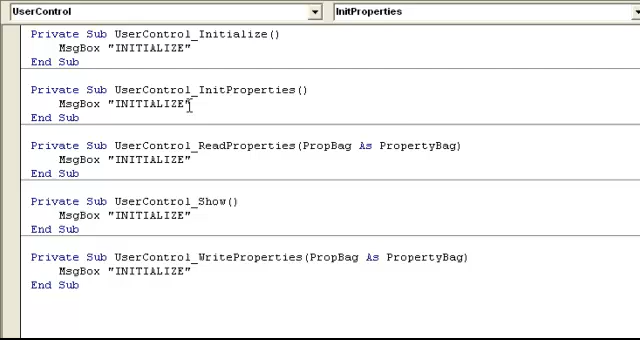 UserControl
InitProperties
Private Sub UserControl_Initialize()
MsgBox "INITIALIZE"
End Sub
Private Sub UserControl_InitProperties()
MsgBox "INITIALIZE"
End Sub
Private Sub UserControl_ReadProperties(PropBag As PropertyBag)
MsgBox "INITIALIZE"
End Sub
Private Sub UserControl_Show()
MsgBox "INITIALIZE"
End Sub
Private Sub UserControl_WriteProperties(PropBag As PropertyBag)
MsgBox "INITIALIZE"
End Sub